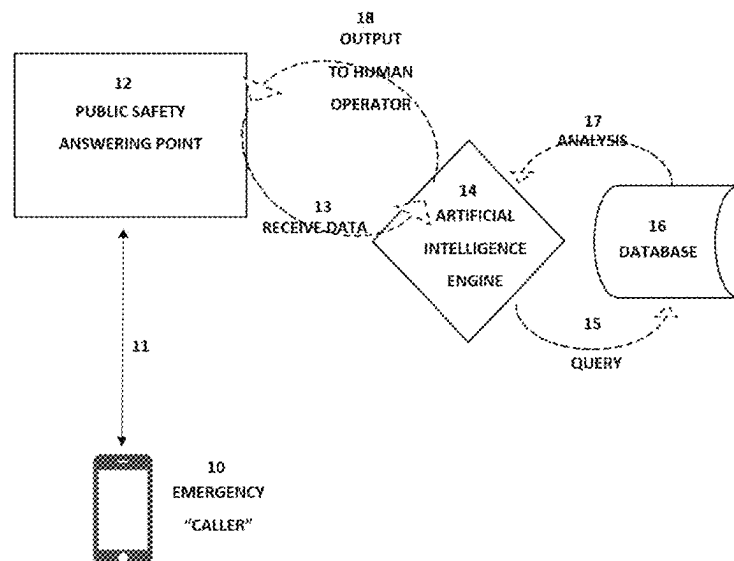 18
OUTPUT
TO HUMAN
OPERATOR
12
PUBLIC SAFETY
ANSWERING POINT
17
ANALYSIS
13
RECEIVE DATA
14
ARTIFICIAL
INTELLIGENCE
ENGINE
16
DATABASE
15
QUERY
11
10
EMERGENCY
"CALLER"